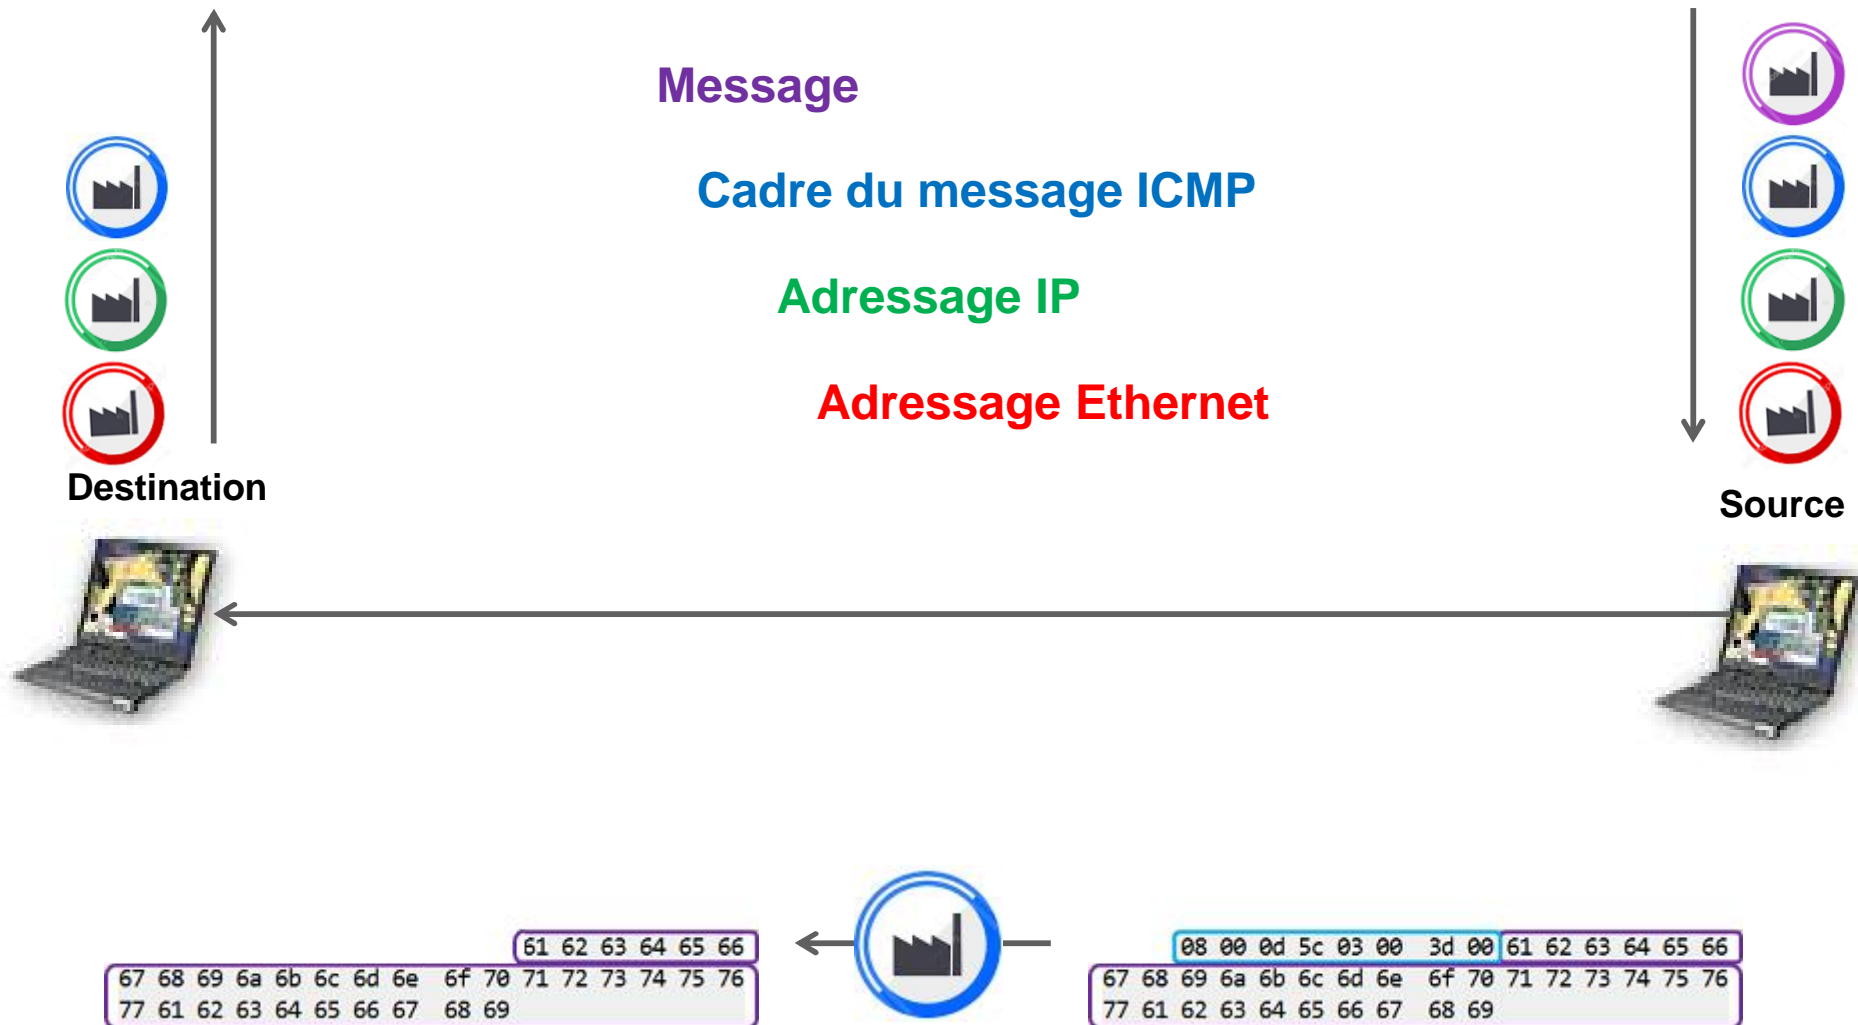 Message
Cadre du message ICMP
Adressage IP
Adressage Ethernet
Destination
Source
61 62 63 64 65 66
67 68 69 6a 6b 6c 6d 6e 6f 70 71 72 73 74 75 76
77 61 62 63 64 65 66 67 68 69
08 00 0d 5c 03 00 3d 00 61 62 63 64 65 66
67 68 69 6a 6b 6c 6d 6e 6f 70 71 72 73 74 75 76
77 61 62 63 64 65 66 67 68 69